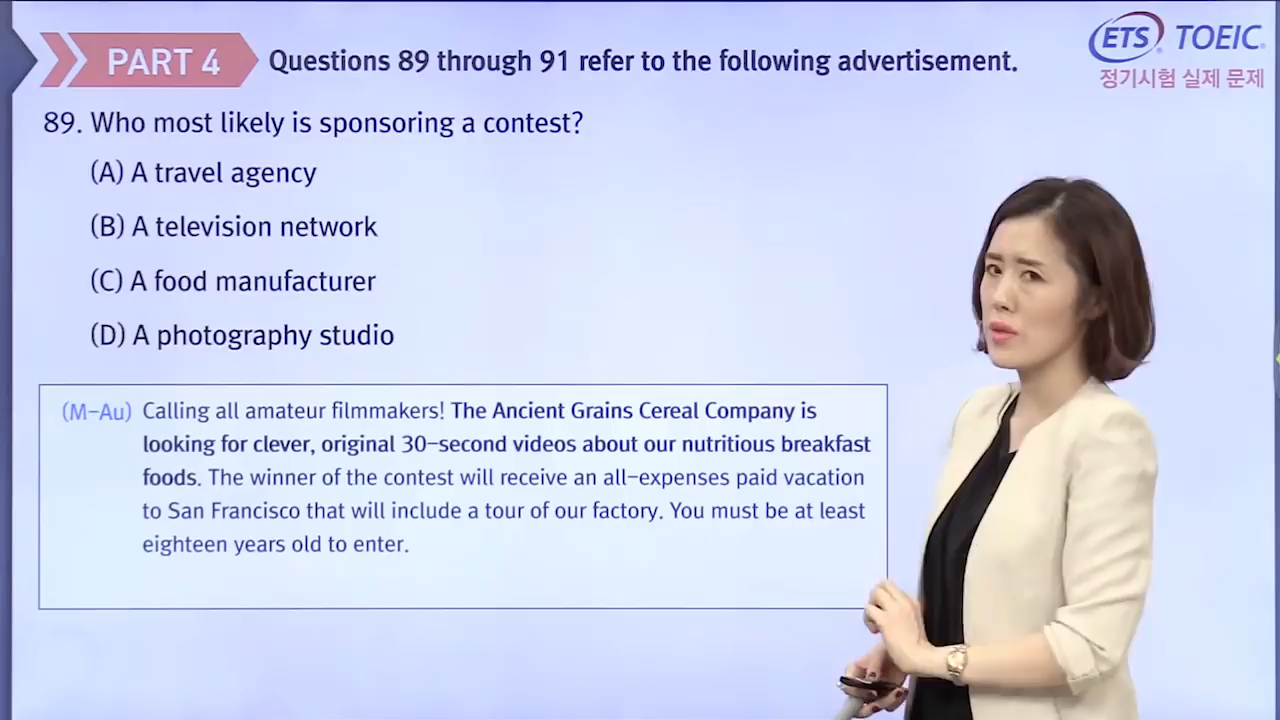 PART 4
Questions 89 through 91 refer to the following advertisement.
ETS® TOEIC®
정기시험 실제 문제
89. Who most likely is sponsoring a contest?
(A) A travel agency
(B) A television network
(C) A food manufacturer
(D) A photography studio
(M-Au) Calling all amateur filmmakers! The Ancient Grains Cereal Company is
looking for clever, original 30-second videos about our nutritious breakfast
foods. The winner of the contest will receive an all-expenses paid vacation
to San Francisco that will include a tour of our factory. You must be at least
eighteen years old to enter.